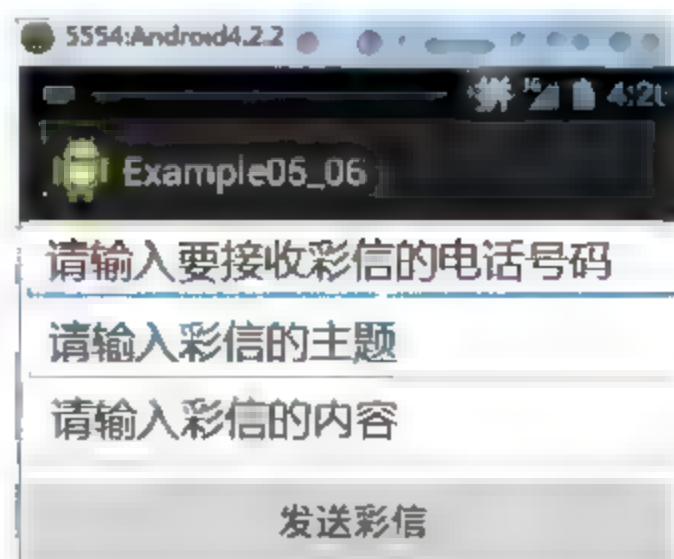 5554:Android4.2.2
拼 4:2
Example05_06
请输入要接收彩信的电话号码
请输入彩信的主题
请输入彩信的内容
发送彩信